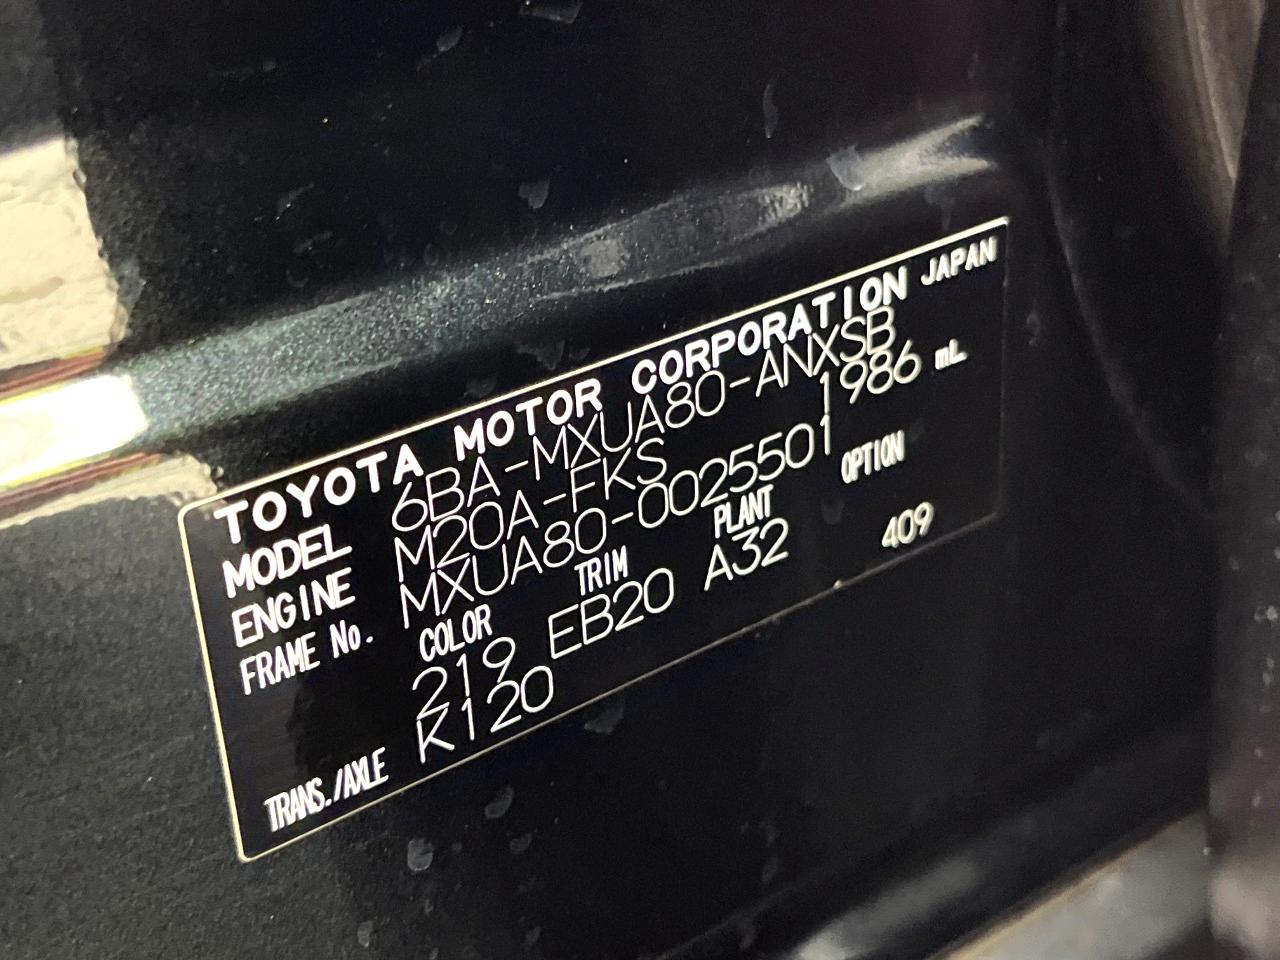 TOYOTA MOTOR CORPORATION JAPAN
MODEL 6BA-MXUA80-ANXSB
ENGINE M20A-FKS 1986 mL
FRAME No. MXUA80-0025501
COLOR TRIM PLANT OPTION
219 EB20 A32 409
TRANS./AXLE K120